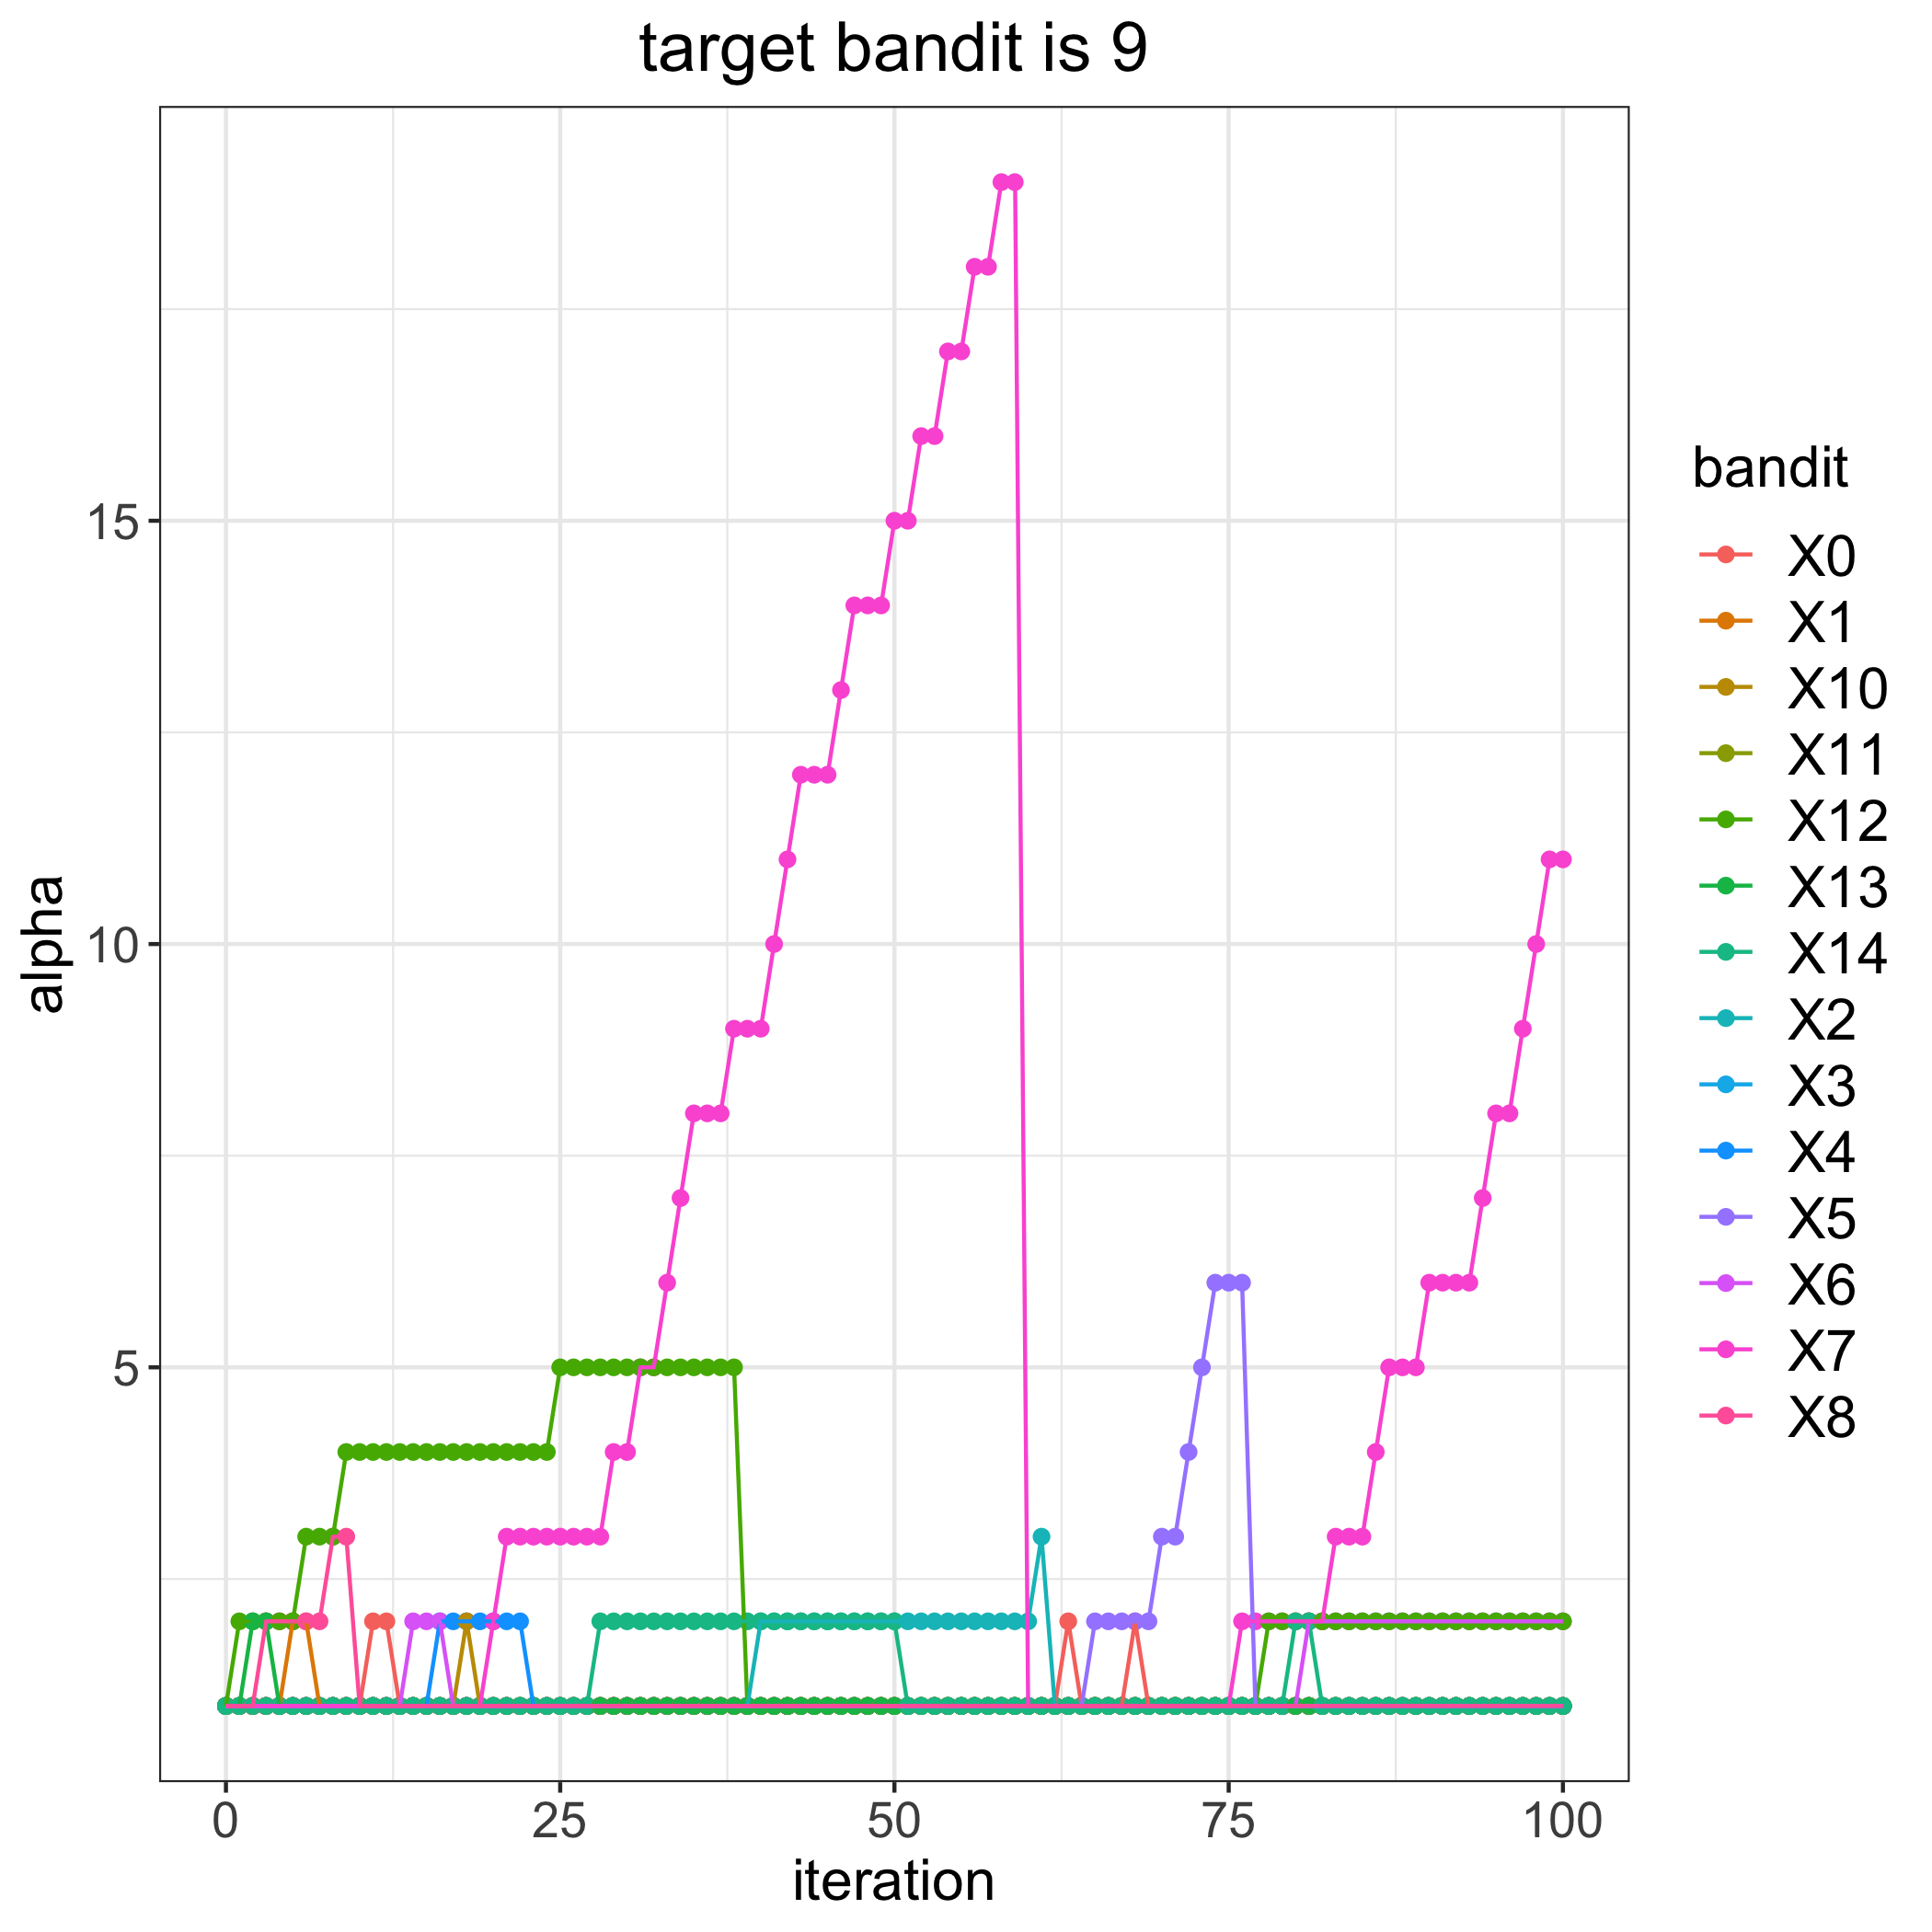 target bandit is 9
alpha
15
10
5
0
25
50
75
100
iteration
bandit
X0
X1
X10
X11
X12
X13
X14
X2
X3
X4
X5
X6
X7
X8